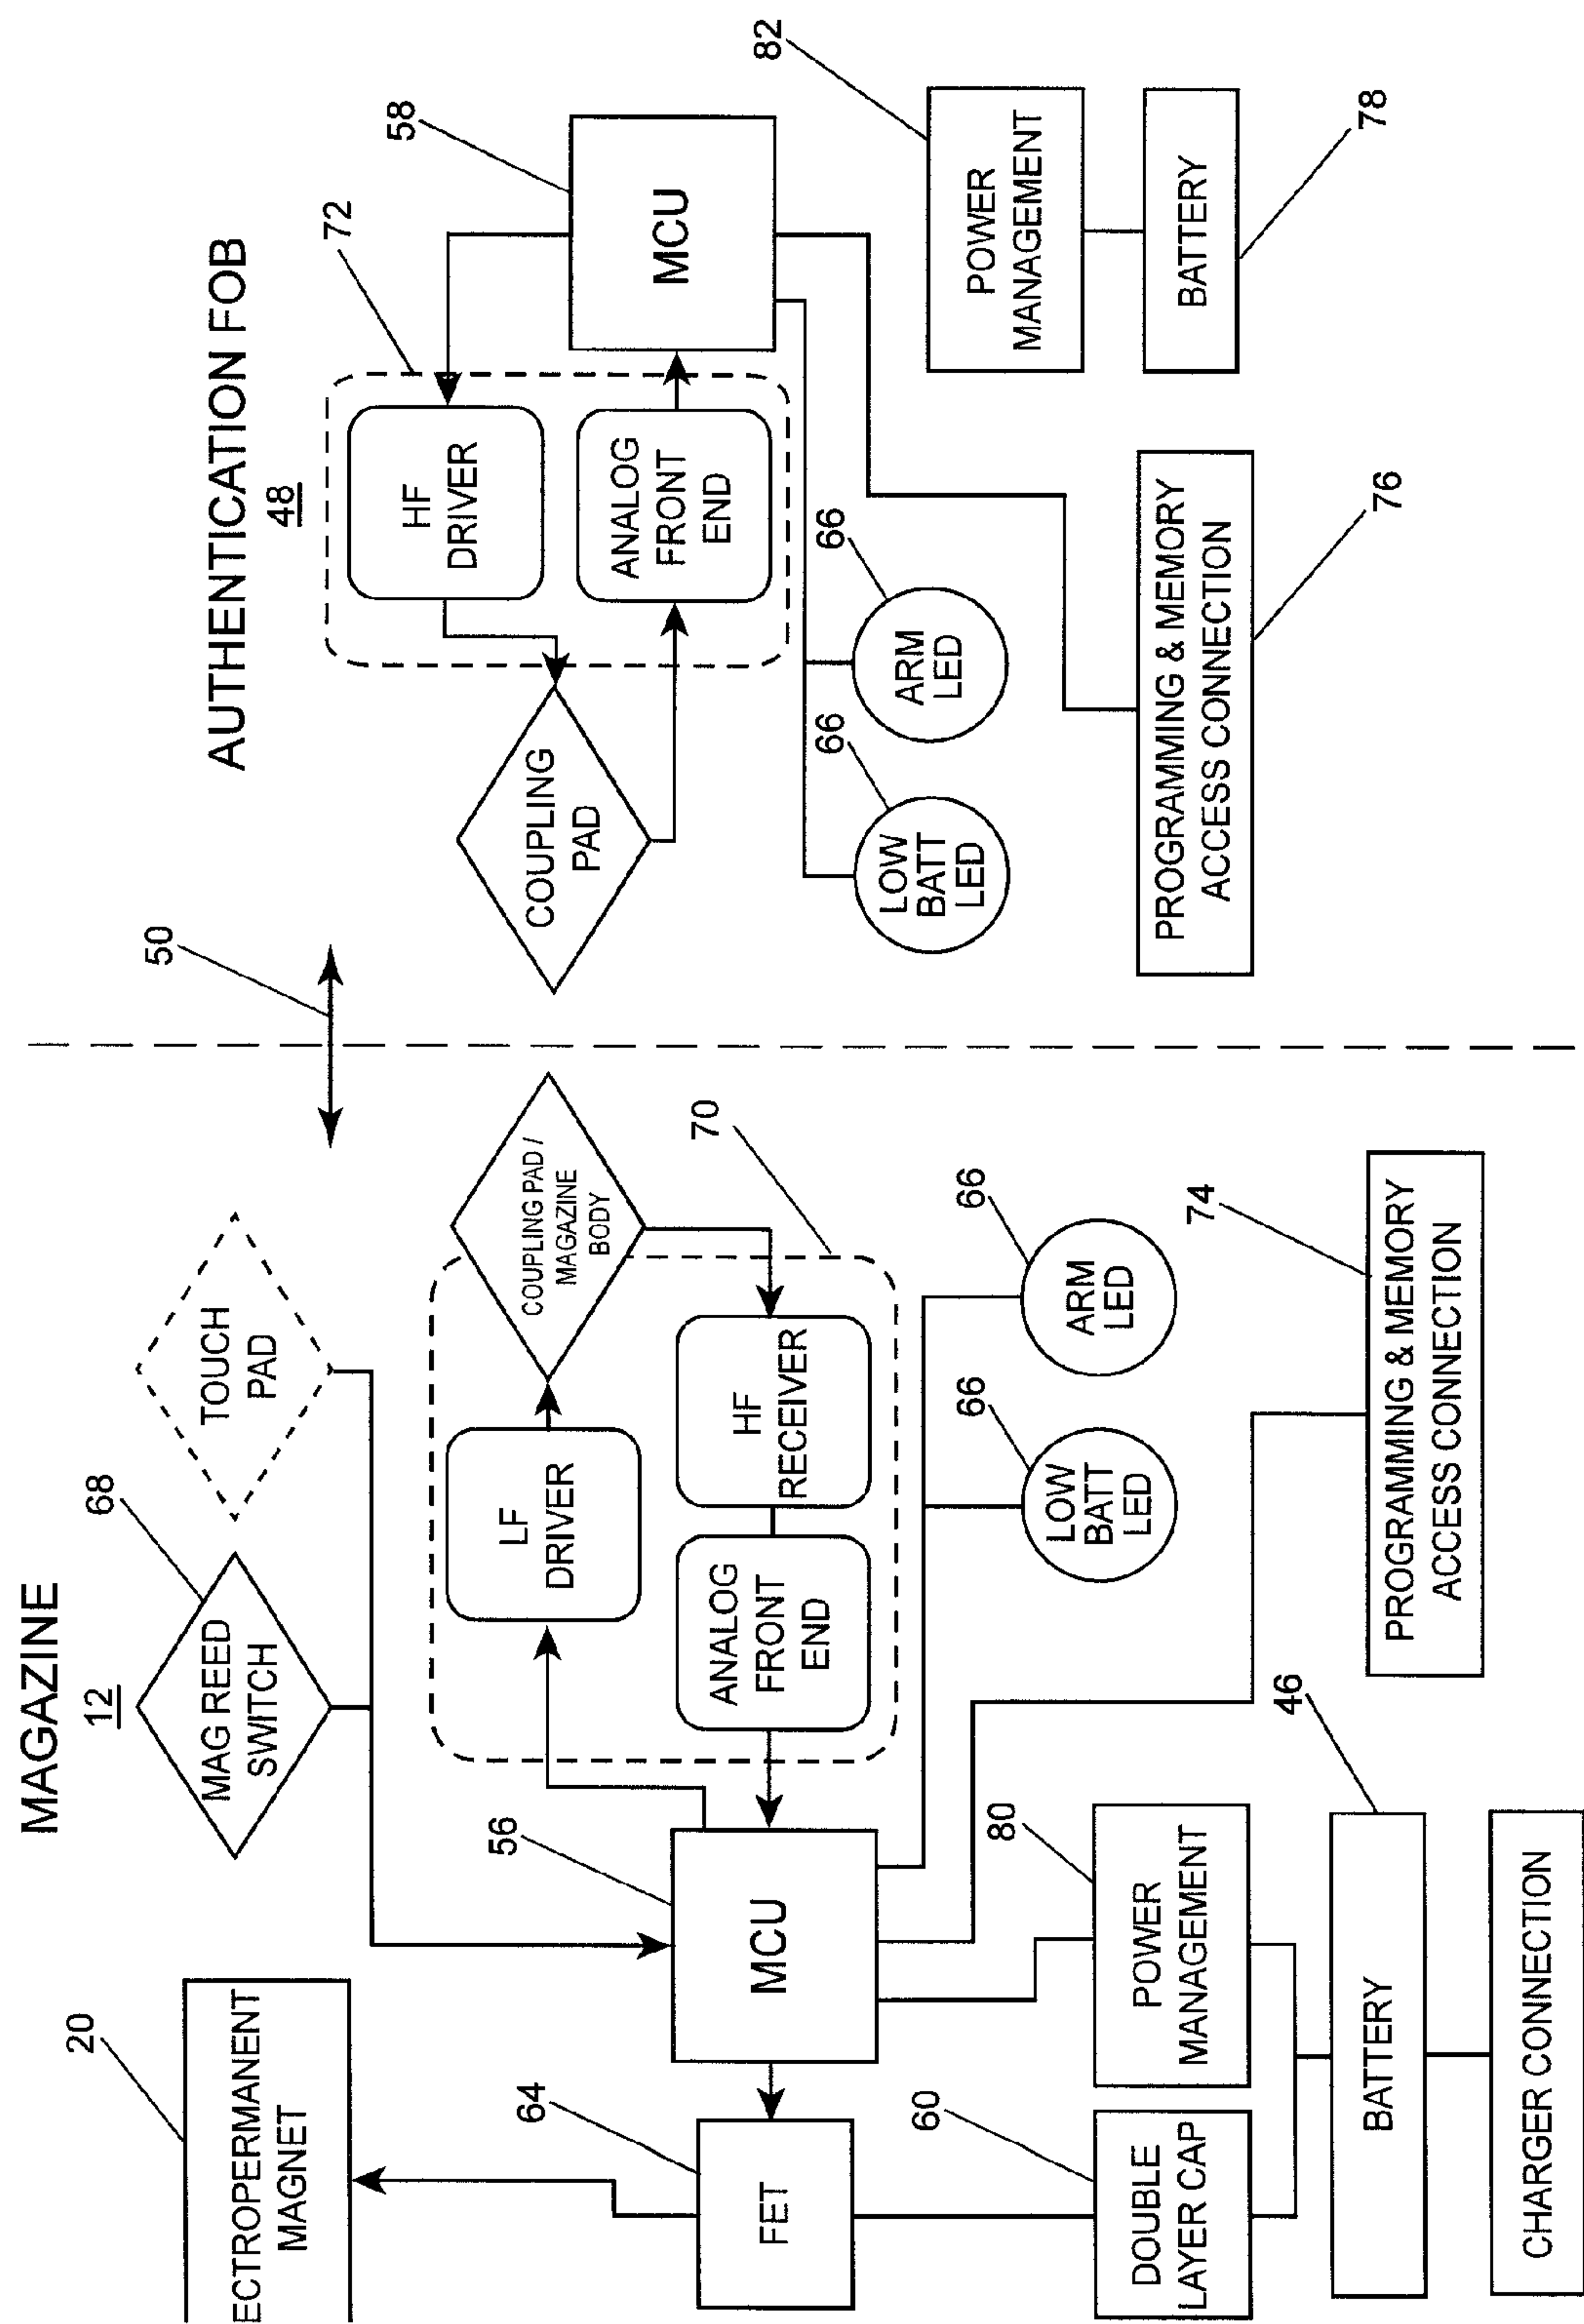 MAGAZINE
12
20
ECTROPERMANENT
MAGNET
68
MAG REED
SWITCH
TOUCH
PAD
56
MCU
64
FET
LF
DRIVER
COUPLING PAD /
MAGAZINE
BODY
ANALOG
FRONT
END
HF
RECEIVER
70
60
DOUBLE
LAYER CAP
80
POWER
MANAGEMENT
66
LOW
BATT
LED
66
ARM
LED
46
BATTERY
74
PROGRAMMING & MEMORY
ACCESS CONNECTION
CHARGER CONNECTION
50
AUTHENTICATION FOB
48
72
58
HF
DRIVER
ANALOG
FRONT
END
MCU
COUPLING
PAD
66
LOW
BATT
LED
66
ARM
LED
82
POWER
MANAGEMENT
BATTERY
78
PROGRAMMING & MEMORY
ACCESS CONNECTION
76